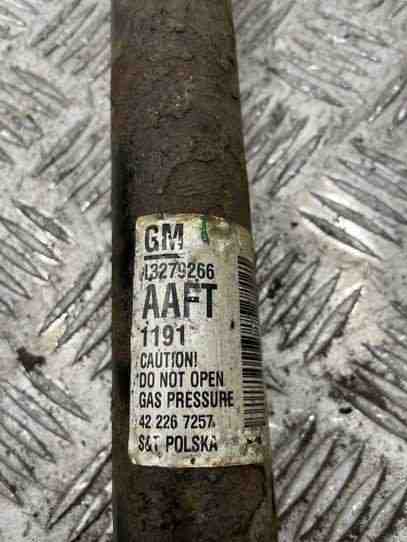 GM
13279266
AAFT
1191
CAUTION!
DO NOT OPEN
GAS PRESSURE
42 226 7257
S&T POLSKA